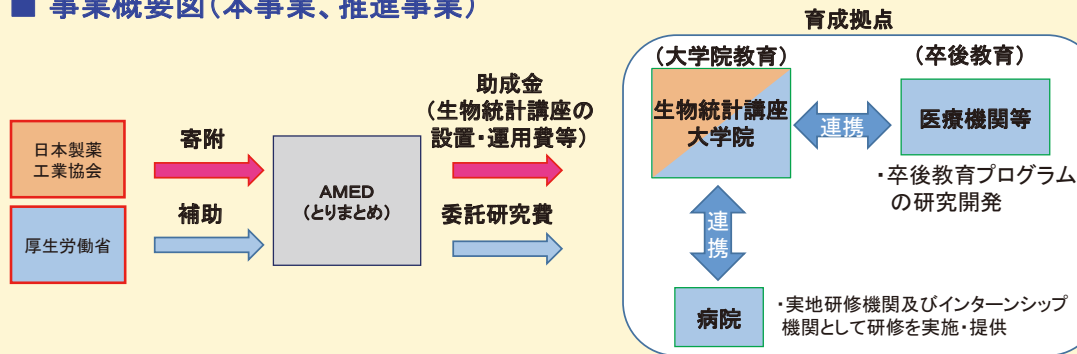 ■ 事業概要図(本事業、推進事業)
育成拠点
(大学院教育)
(卒後教育)
助成金
(生物統計講座の
設置・運用費等)
生物統計講座
大学院
連携
医療機関等
日本製薬
工業協会
寄附
AMED
(とりまとめ)
・卒後教育プログラム
の研究開発
厚生労働省
補助
委託研究費
連
携
病院
・実地研修機関及びインターンシップ
機関として研修を実施・提供